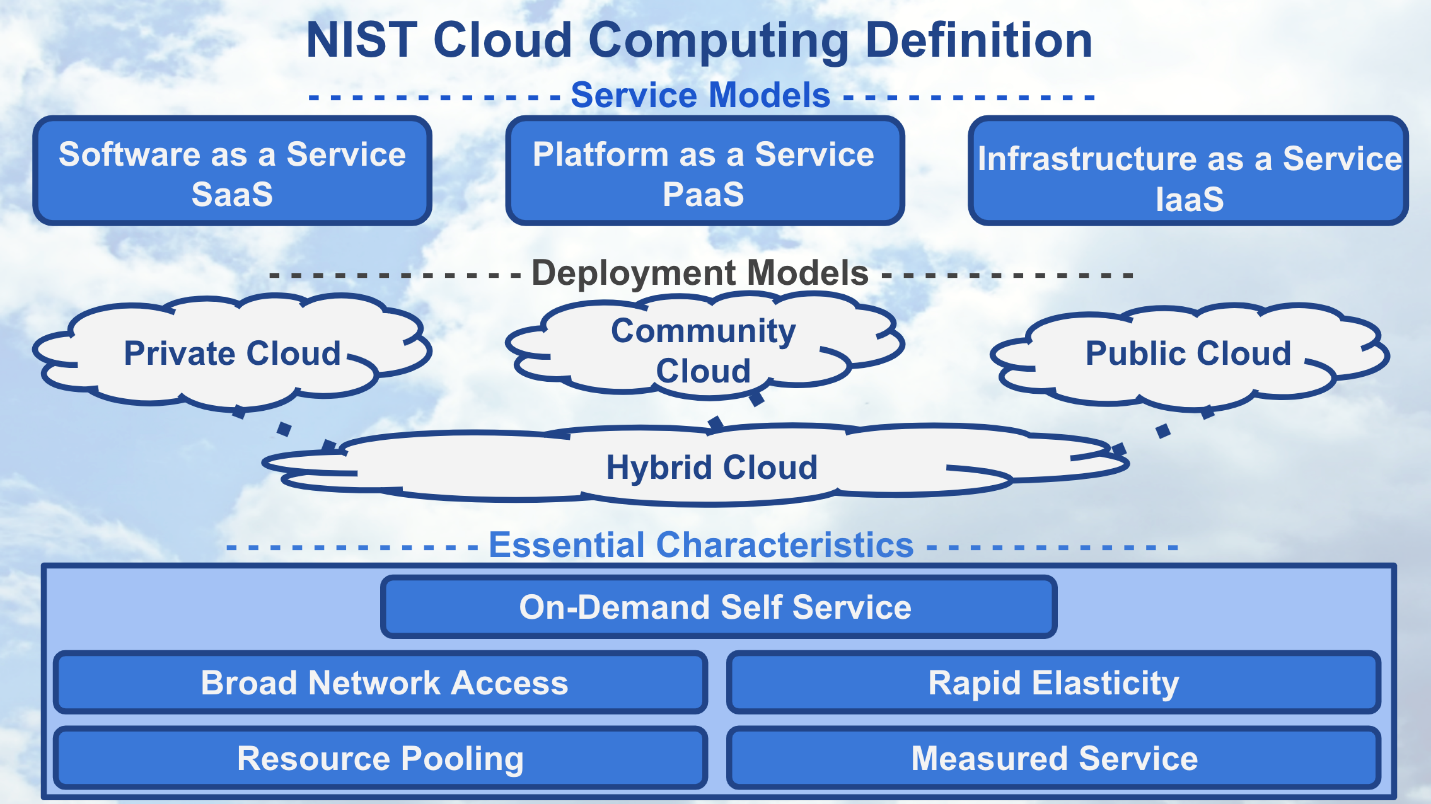 NIST Cloud Computing Definition
- - - - - - - - - - - - Service Models - - - - - - - - - - - -
Software as a Service
SaaS
Platform as a Service
PaaS
Infrastructure as a Service
IaaS
- - - - - - - - - - - - Deployment Models - - - - - - - - - - - -
Private Cloud
Community
Cloud
Public Cloud
Hybrid Cloud
- - - - - - - - - - - - Essential Characteristics - - - - - - - - - - - -
On-Demand Self Service
Broad Network Access
Rapid Elasticity
Resource Pooling
Measured Service